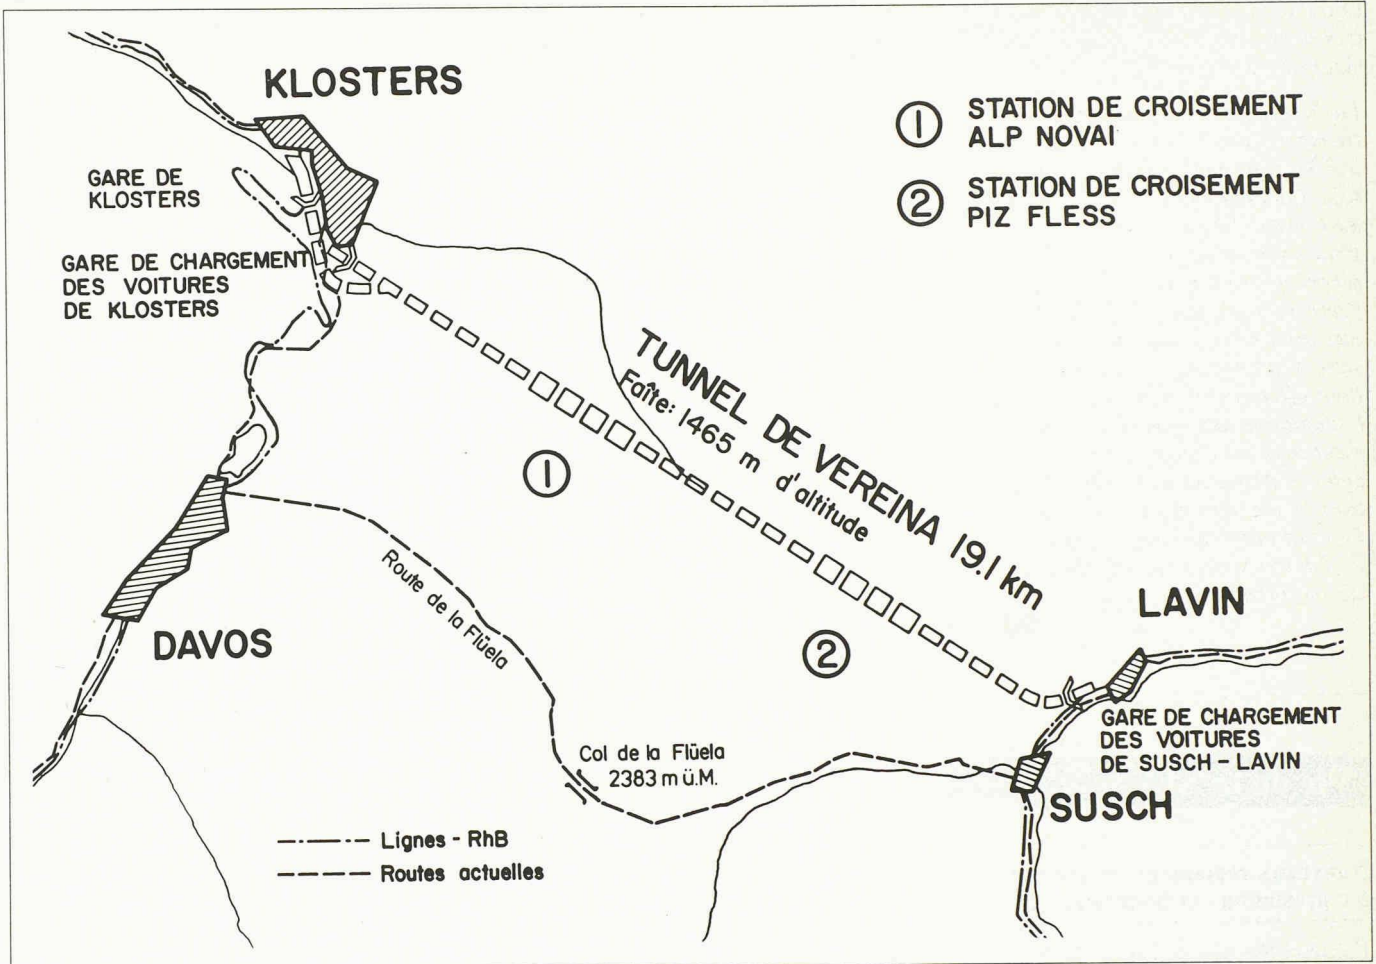 KLOSTERS
① STATION DE CROISEMENT
ALP NOVAI
② STATION DE CROISEMENT
PIZ FLESS
GARE DE
KLOSTERS
GARE DE CHARGEMENT
DES VOITURES
DE KLOSTERS
TUNNEL DE VEREINA 19.1 km
Faîte: 1465 m d'altitude
①
②
Route de la Flüela
DAVOS
LAVIN
Col de la Flüela
2383 m ü.M.
GARE DE CHARGEMENT
DES VOITURES
DE SUSCH - LAVIN
SUSCH
Lignes - RhB
Routes actuelles